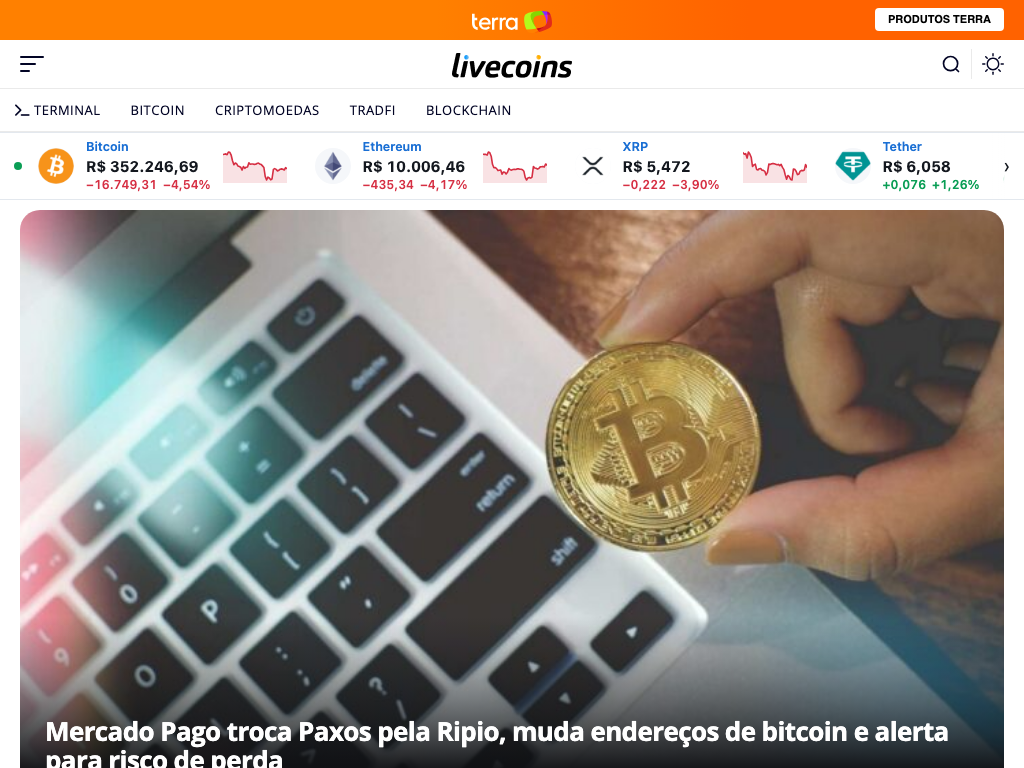 terra
PRODUTOS TERRA
livecoins
TERMINAL BITCOIN CRIPTOMOEDAS TRADFI BLOCKCHAIN
Bitcoin
R$ 352.246,69
−16.749,31 −4,54%
Ethereum
R$ 10.006,46
−435,34 −4,17%
XRP
R$ 5,472
−0,222 −3,90%
Tether
R$ 6,058
+0,076 +1,26%
delete
enter
return
shift
P
O
0
9
Mercado Pago troca Paxos pela Ripio, muda endereços de bitcoin e alerta
para risco de perda